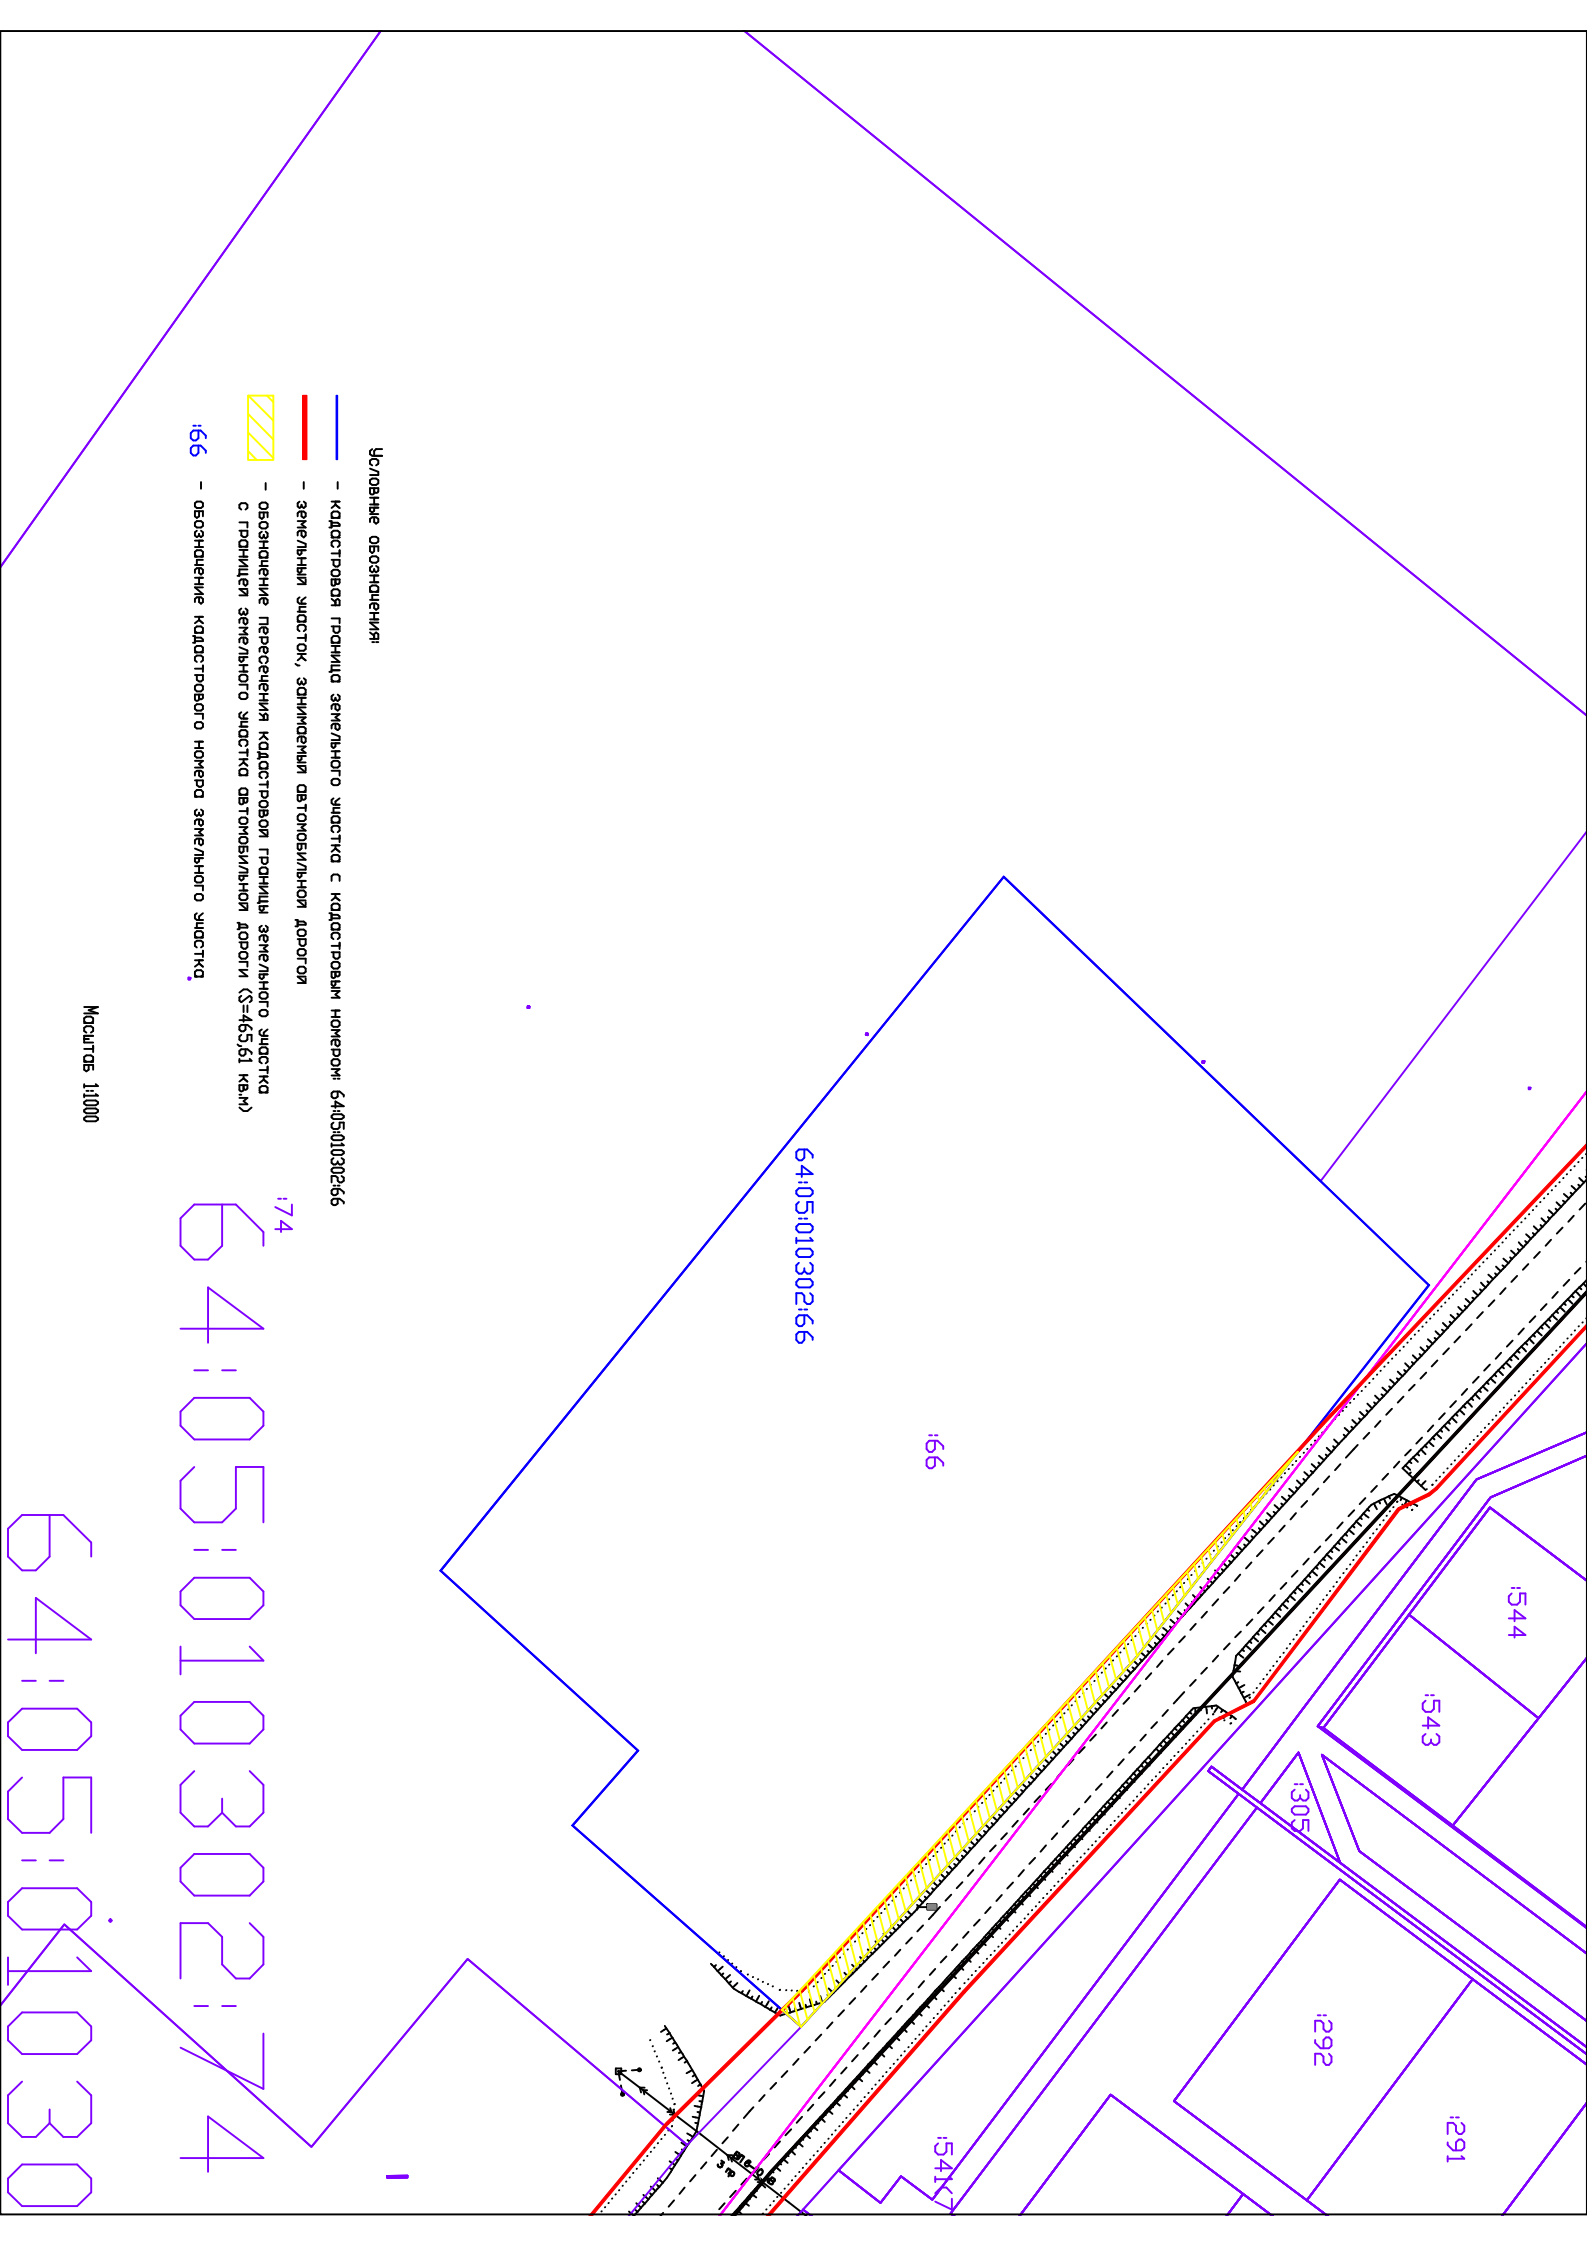 Условные обозначения:
- кадастровая граница земельного участка с кадастровым номером: 64:05:010302:66
- земельный участок, занимаемый автомобильной дорогой
- обозначение пересечения кадастровой границы земельного участка
с границей земельного участка автомобильной дороги (S=465,61 кв.м)
:66 - обозначение кадастрового номера земельного участка
Масштаб 1:1000
64:05:010302:66
:66
:544
:543
:305
:292
:291
:74
64:05:010302:74
64:05:01030
3 пр